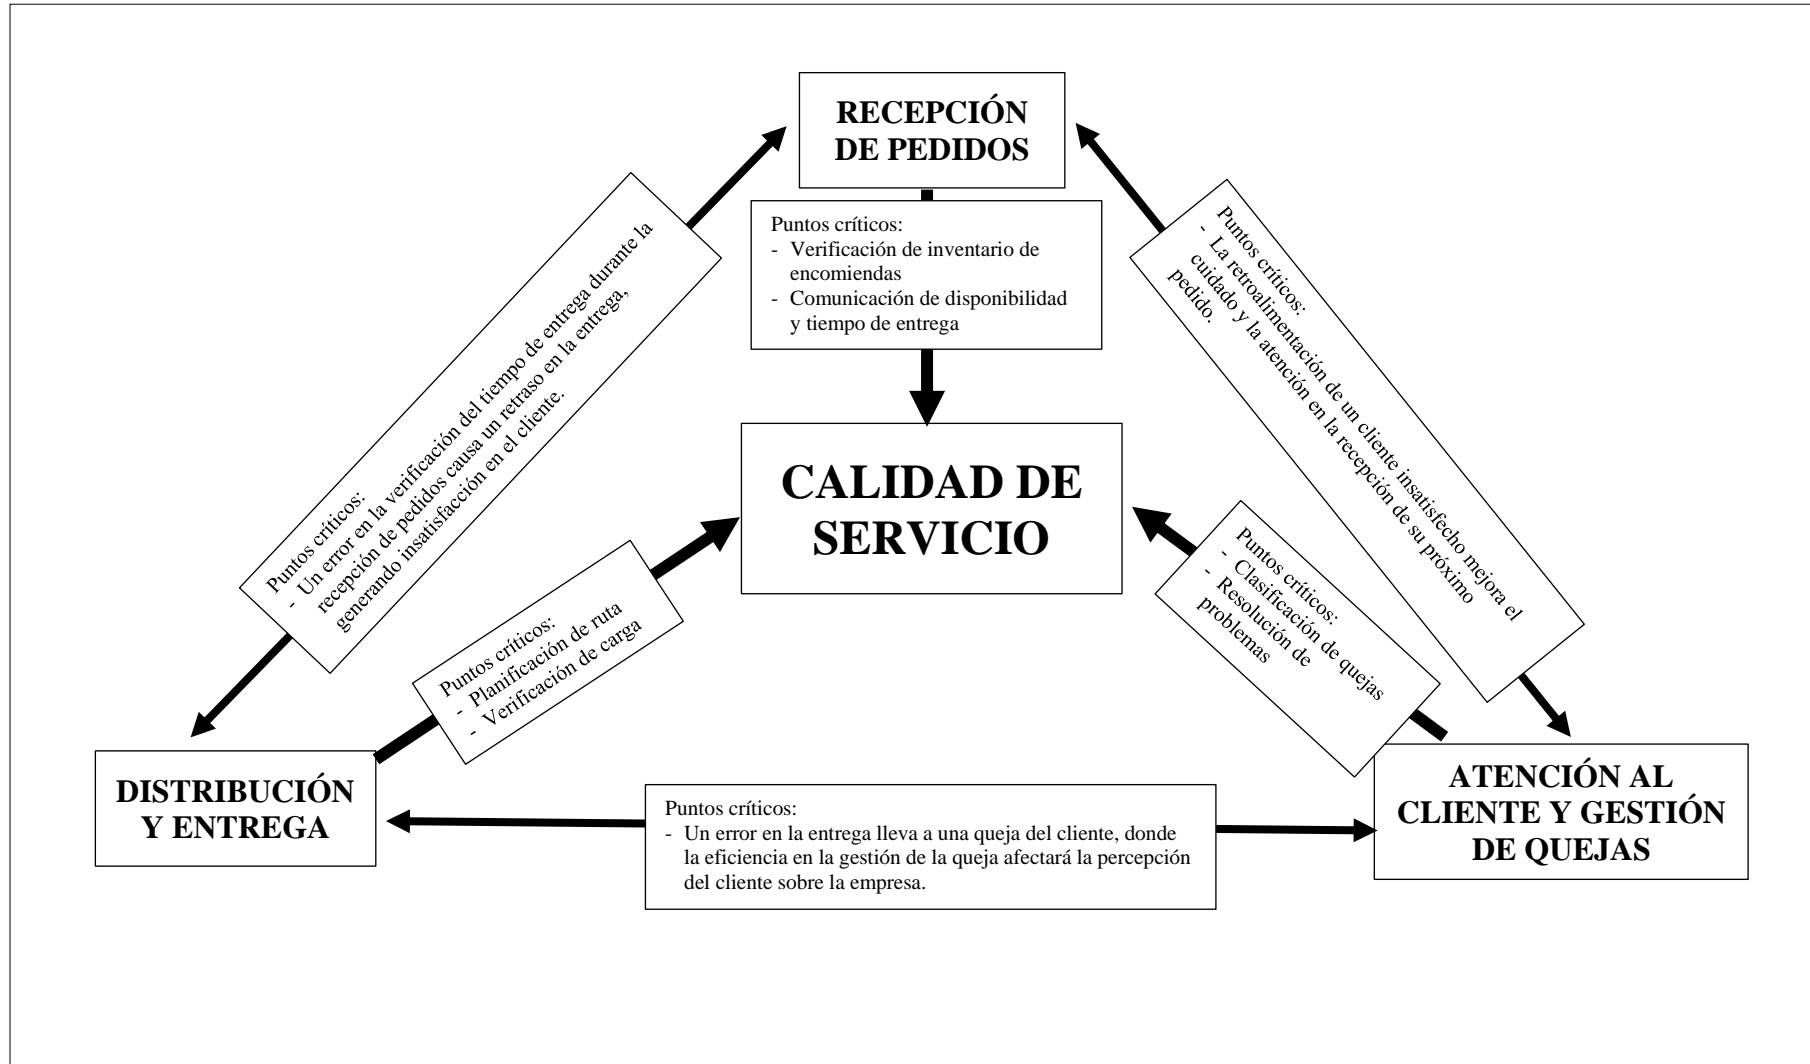 RECEPCIÓN
DE PEDIDOS
Puntos críticos:
- Verificación de inventario de
encomiendas
- Comunicación de disponibilidad
y tiempo de entrega
Puntos críticos:
- Un error en la verificación del tiempo de entrega durante la
recepción de pedidos causa un retraso en la entrega,
generando insatisfacción en el cliente.
Puntos críticos:
- La retroalimentación de un cliente insatisfecho mejora el
cuidado y la atención en la recepción de su próximo
pedido.
CALIDAD DE
SERVICIO
Puntos críticos:
- Planificación de ruta
- Verificación de carga
Puntos críticos:
- Clasificación de quejas
- Resolución de
problemas
DISTRIBUCIÓN
Y ENTREGA
Puntos críticos:
- Un error en la entrega lleva a una queja del cliente, donde
la eficiencia en la gestión de la queja afectará la percepción
del cliente sobre la empresa.
ATENCIÓN AL
CLIENTE Y GESTIÓN
DE QUEJAS